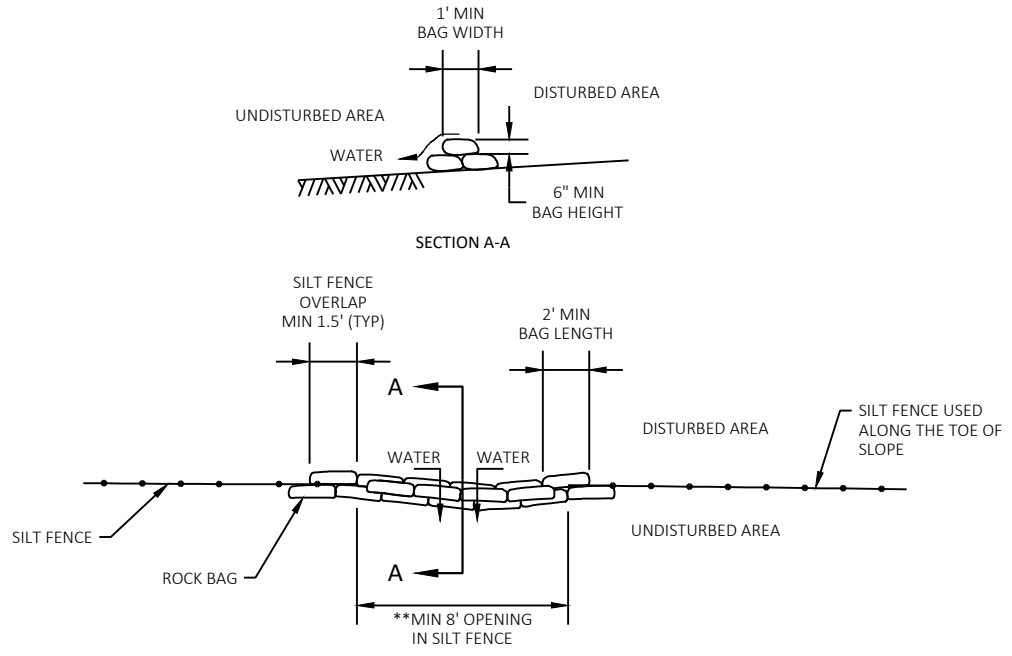 1' MIN
BAG WIDTH
DISTURBED AREA
UNDISTURBED AREA
WATER
6" MIN
BAG HEIGHT
SECTION A-A
SILT FENCE
OVERLAP
MIN 1.5' (TYP)
2' MIN
BAG LENGTH
A
SILT FENCE USED
ALONG THE TOE OF
SLOPE
DISTURBED AREA
WATER
WATER
UNDISTURBED AREA
SILT FENCE
ROCK BAG
A
**MIN 8' OPENING
IN SILT FENCE